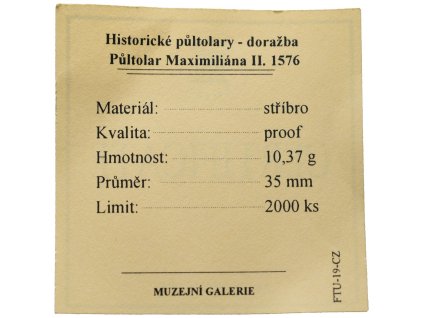 Historické půltolary - doražba
Půltolar Maximiliána II. 1576
Materiál: stříbro
Kvalita: proof
Hmotnost: 10,37 g
Průměr: 35 mm
Limit: 2000 ks
MUZEJNÍ GALERIE
FTU-19-CZ